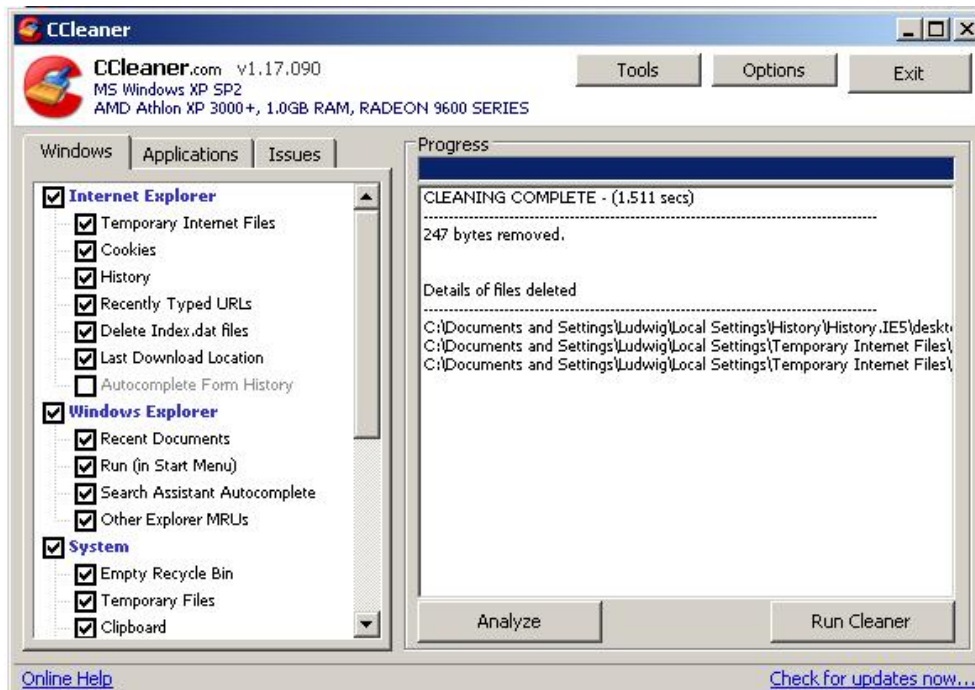 CCleaner
CCleaner.com v1.17.090
MS Windows XP SP2
AMD Athlon XP 3000+, 1.0GB RAM, RADEON 9600 SERIES
Tools
Options
Exit
Windows
Applications
Issues
Internet Explorer
Temporary Internet Files
Cookies
History
Recently Typed URLs
Delete Index.dat files
Last Download Location
Autocomplete Form History
Windows Explorer
Recent Documents
Run (in Start Menu)
Search Assistant Autocomplete
Other Explorer MRUs
System
Empty Recycle Bin
Temporary Files
Clipboard
Progress
CLEANING COMPLETE - (1.511 secs)
247 bytes removed.
Details of files deleted
C:\Documents and Settings\Ludwig\Local Settings\History\History.IE5\deskt
C:\Documents and Settings\Ludwig\Local Settings\Temporary Internet Files\
C:\Documents and Settings\Ludwig\Local Settings\Temporary Internet Files\
Analyze
Run Cleaner
Online Help
Check for updates now...